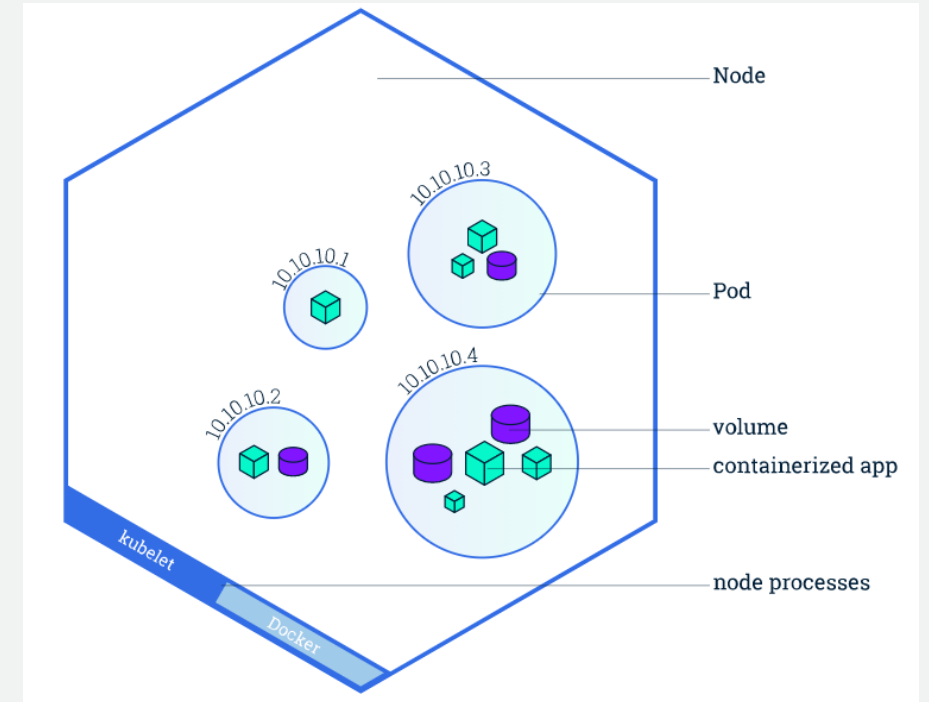 Node
10.10.10.3
10.10.10.1
Pod
10.10.10.4
10.10.10.2
volume
containerized app
kubelet
node processes
Docker